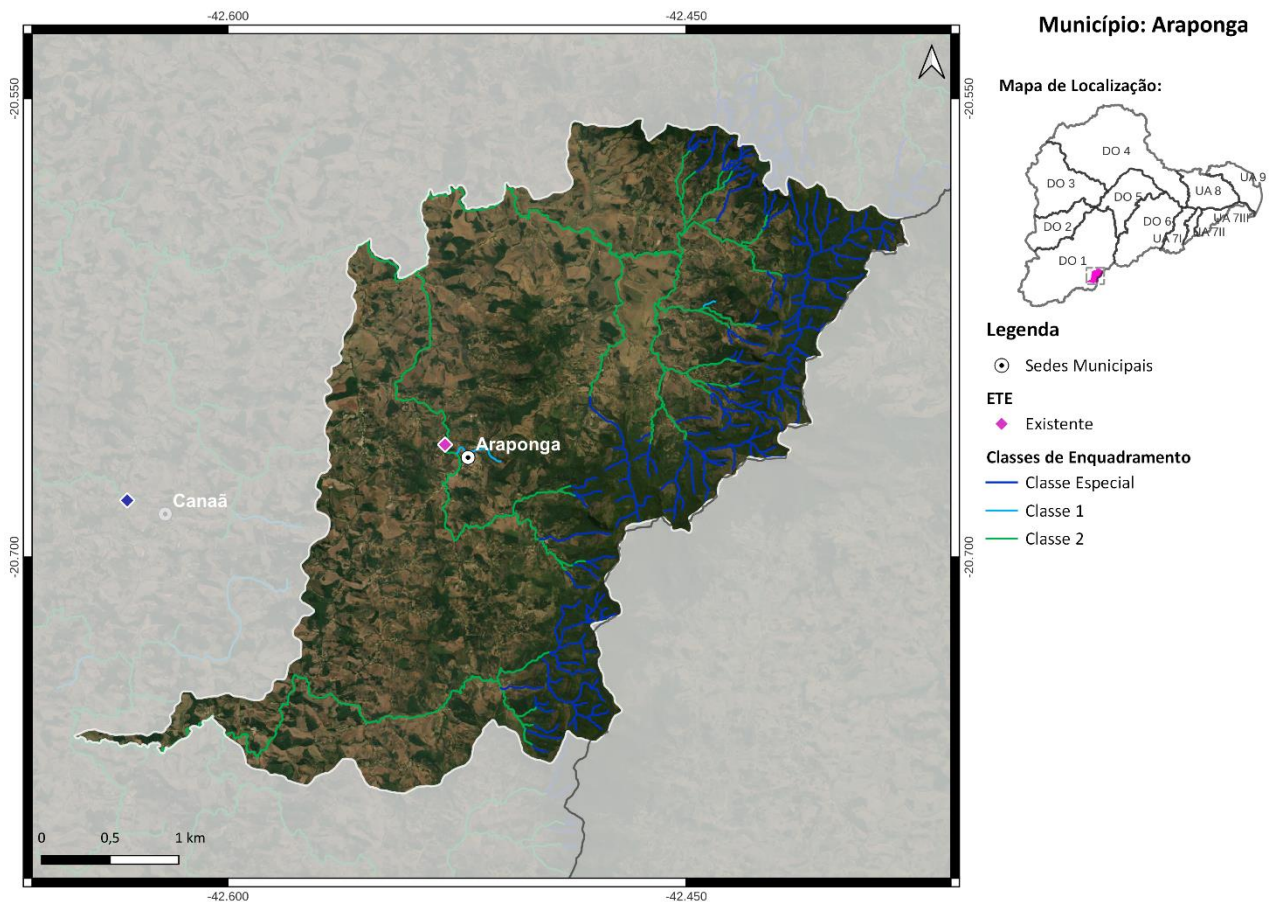 Município: Araponga
-42.600
-42.450
-20.550
-20.550
Mapa de Localização:
DO 4
DO 3
DO 5
UA 8
UA 9
DO 2
DO 6
UA 7III
UA 7II
UA 7I
DO 1
Legenda
Sedes Municipais
ETE
Existente
Classes de Enquadramento
Classe Especial
Classe 1
Classe 2
Araponga
Canaã
-20.700
-20.700
0 0,5 1 km
-42.600
-42.450